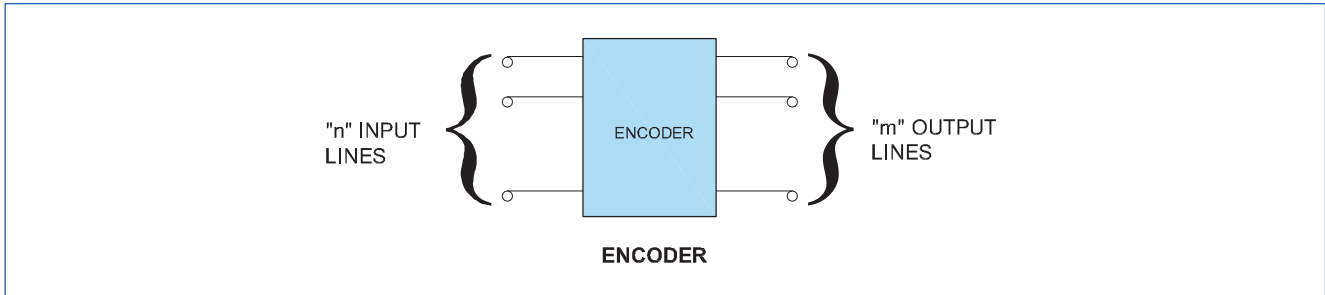 "n" INPUT
LINES
ENCODER
"m" OUTPUT
LINES
ENCODER